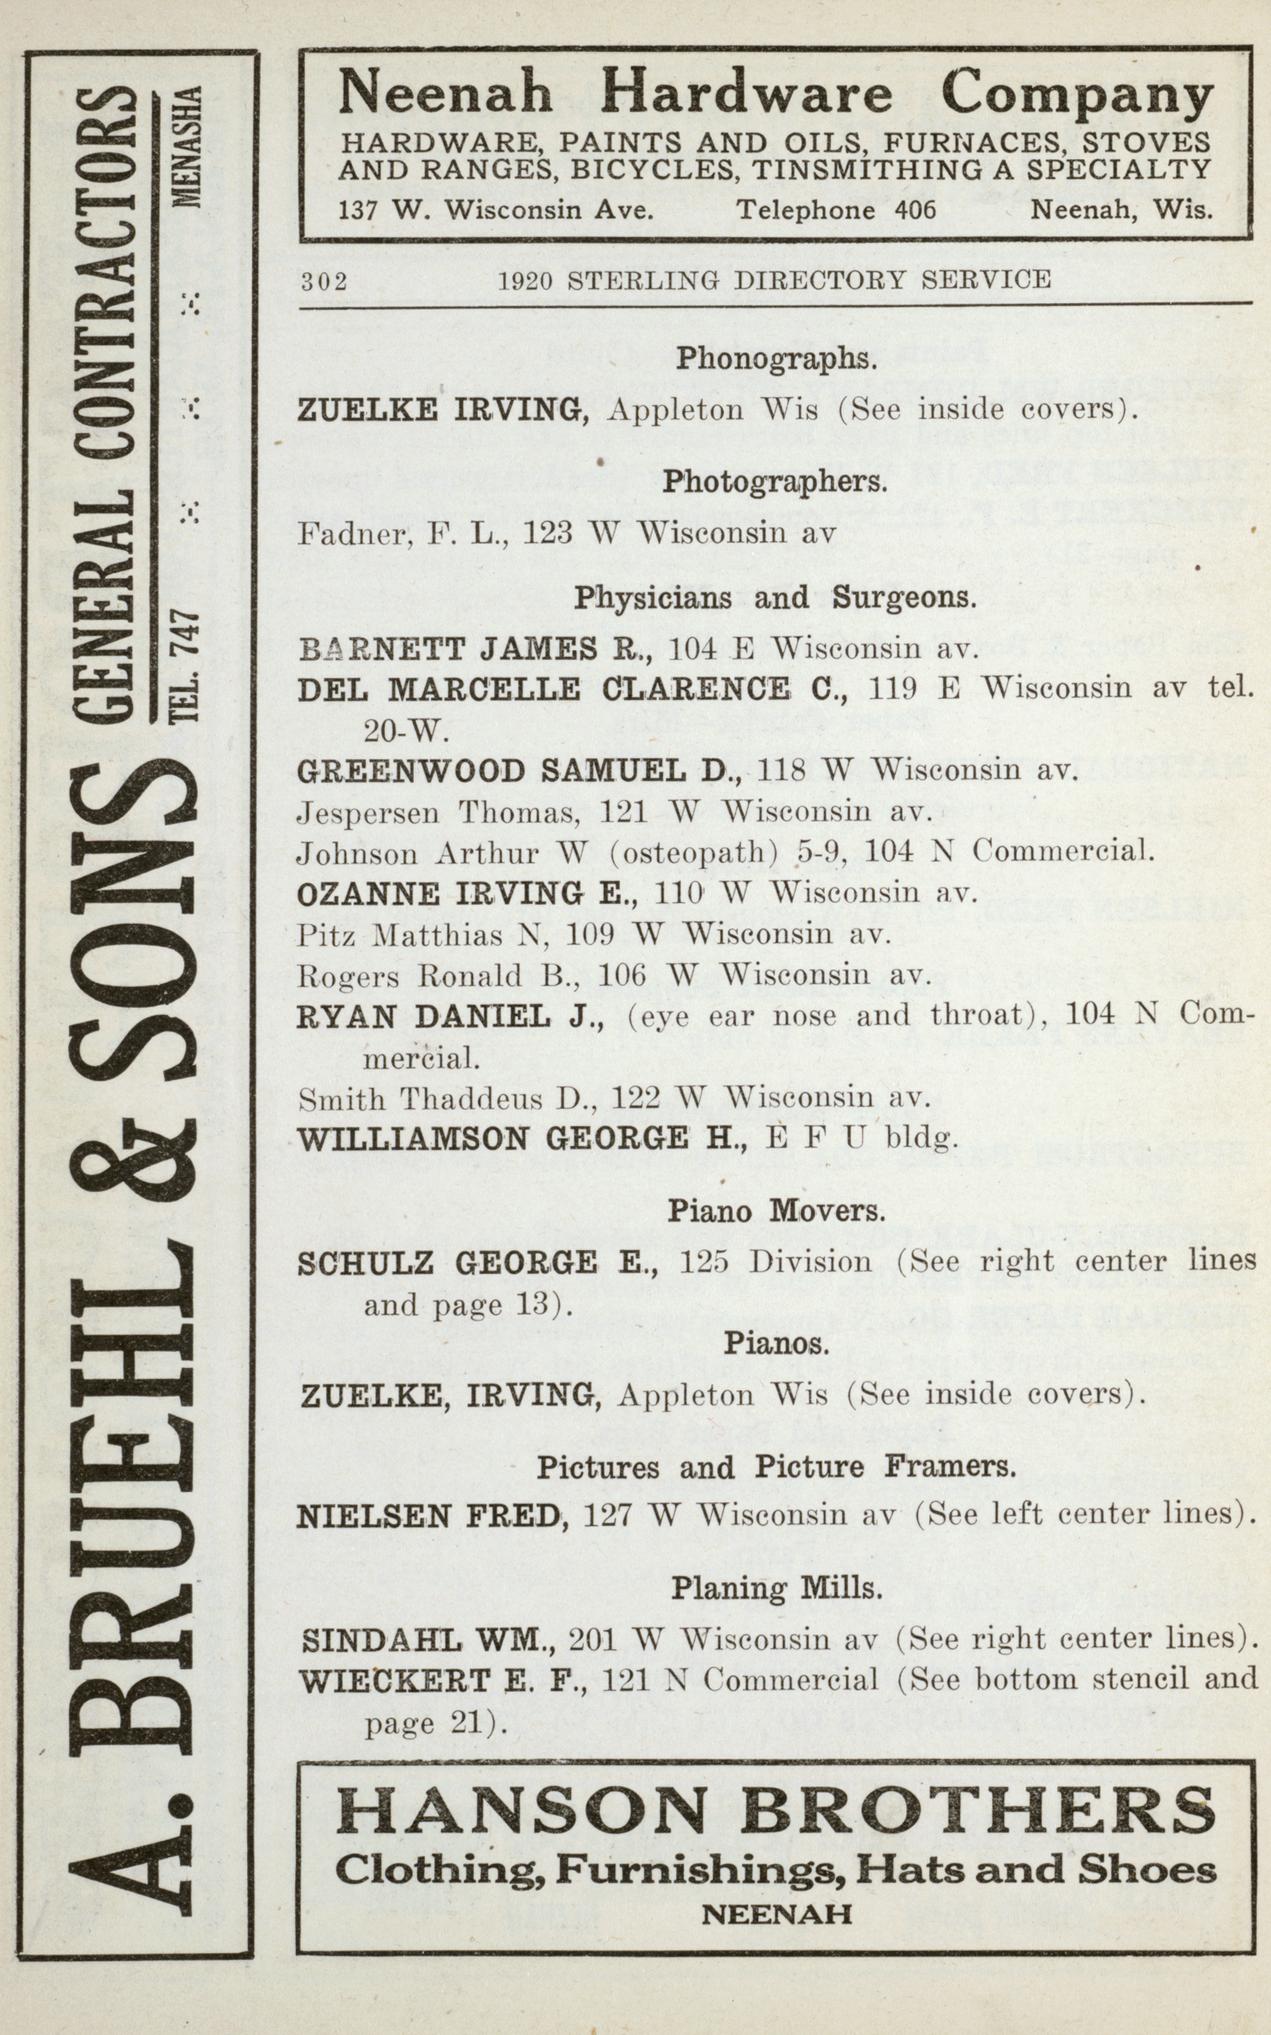 A. BRUEHL & SONS GENERAL CONTRACTORS
TEL. 747 MENASHA
Neenah Hardware Company
HARDWARE, PAINTS AND OILS, FURNACES, STOVES
AND RANGES, BICYCLES, TINSMITHING A SPECIALTY
137 W. Wisconsin Ave. Telephone 406 Neenah, Wis.
302 1920 STERLING DIRECTORY SERVICE
Phonographs.
ZUELKE IRVING, Appleton Wis (See inside covers).
Photographers.
Fadner, F. L., 123 W Wisconsin av
Physicians and Surgeons.
BARNETT JAMES R., 104 E Wisconsin av.
DEL MARCELLE CLARENCE C., 119 E Wisconsin av tel.
20-W.
GREENWOOD SAMUEL D., 118 W Wisconsin av.
Jespersen Thomas, 121 W Wisconsin av.
Johnson Arthur W (osteopath) 5-9, 104 N Commercial.
OZANNE IRVING E., 110 W Wisconsin av.
Pitz Matthias N, 109 W Wisconsin av.
Rogers Ronald B., 106 W Wisconsin av.
RYAN DANIEL J., (eye ear nose and throat), 104 N Com-
mercial.
Smith Thaddeus D., 122 W Wisconsin av.
WILLIAMSON GEORGE H., E F U bldg.
Piano Movers.
SCHULZ GEORGE E., 125 Division (See right center lines
and page 13).
Pianos.
ZUELKE, IRVING, Appleton Wis (See inside covers).
Pictures and Picture Framers.
NIELSEN FRED, 127 W Wisconsin av (See left center lines).
Planing Mills.
SINDAHL WM., 201 W Wisconsin av (See right center lines).
WIECKERT E. F., 121 N Commercial (See bottom stencil and
page 21).
HANSON BROTHERS
Clothing, Furnishings, Hats and Shoes
NEENAH